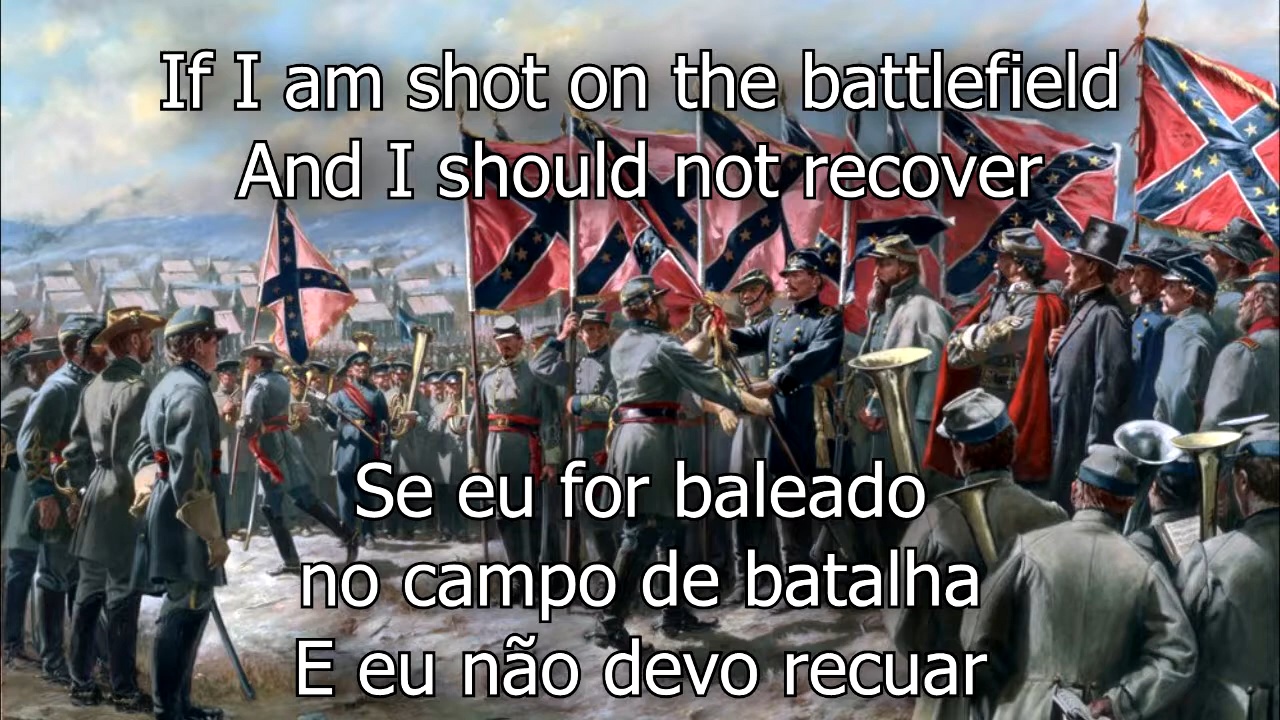 If I am shot on the battlefield
And I should not recover
Se eu for baleado
no campo de batalha
E eu não devo recuar